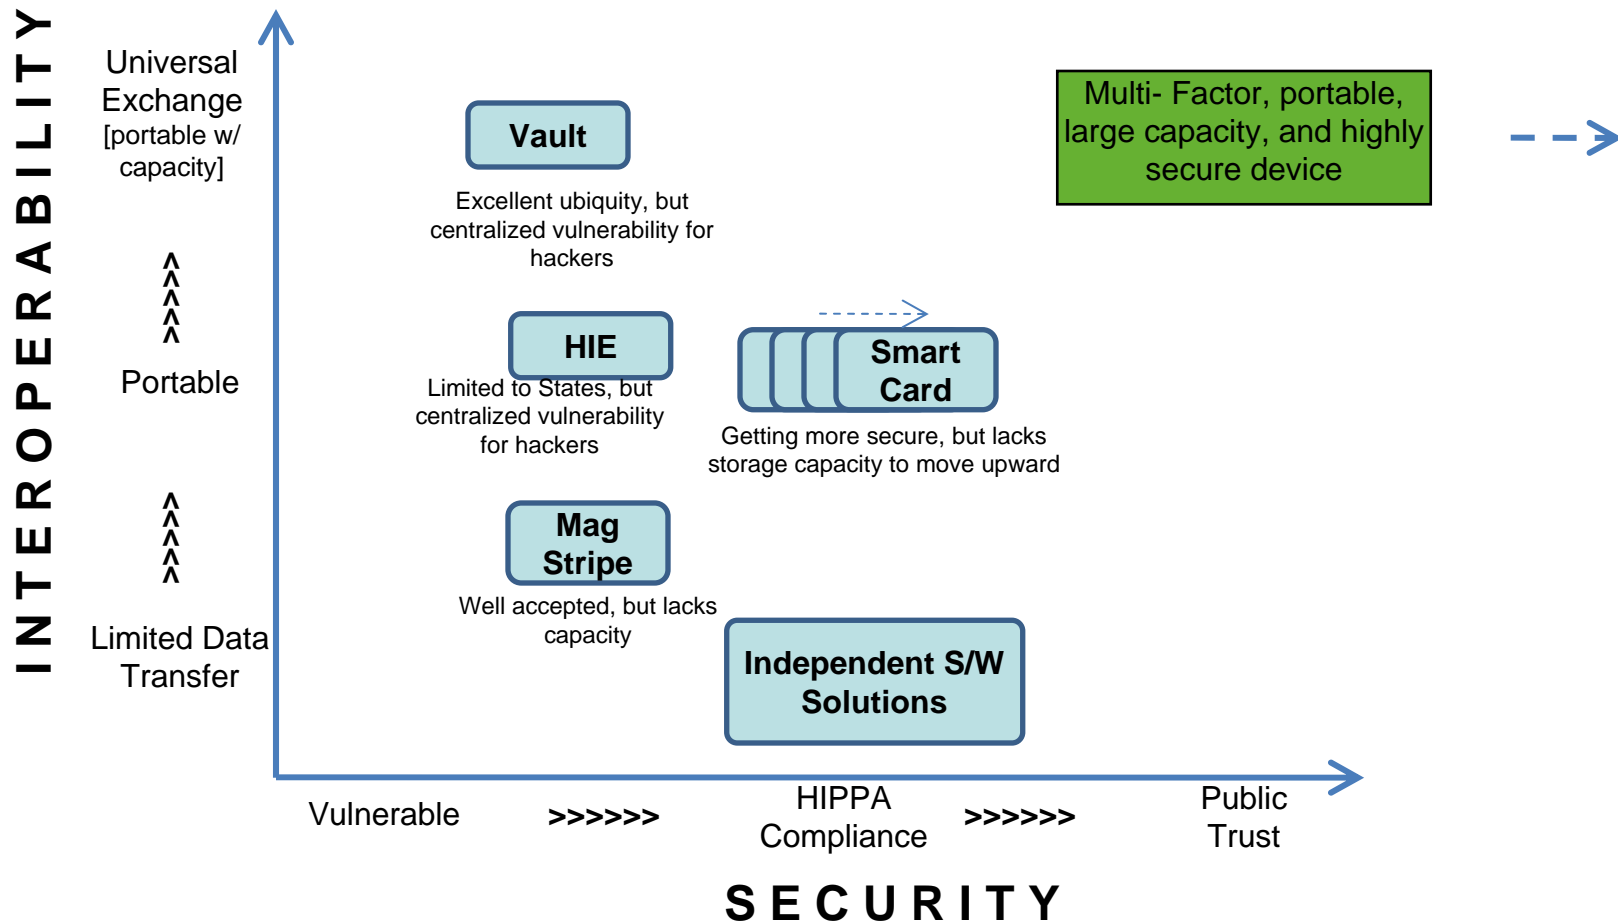 INTEROPERABILITY
Universal
Exchange
[portable w/
capacity]
>>>>>
Portable
>>>>>
Limited Data
Transfer
Vault
Excellent ubiquity, but
centralized vulnerability for
hackers
HIE
Limited to States, but
centralized vulnerability
for hackers
Smart
Card
Getting more secure, but lacks
storage capacity to move upward
Mag
Stripe
Well accepted, but lacks
capacity
Independent S/W
Solutions
Multi- Factor, portable,
large capacity, and highly
secure device
Vulnerable
>>>>>>
HIPPA
Compliance
>>>>>>
Public
Trust
SECURITY